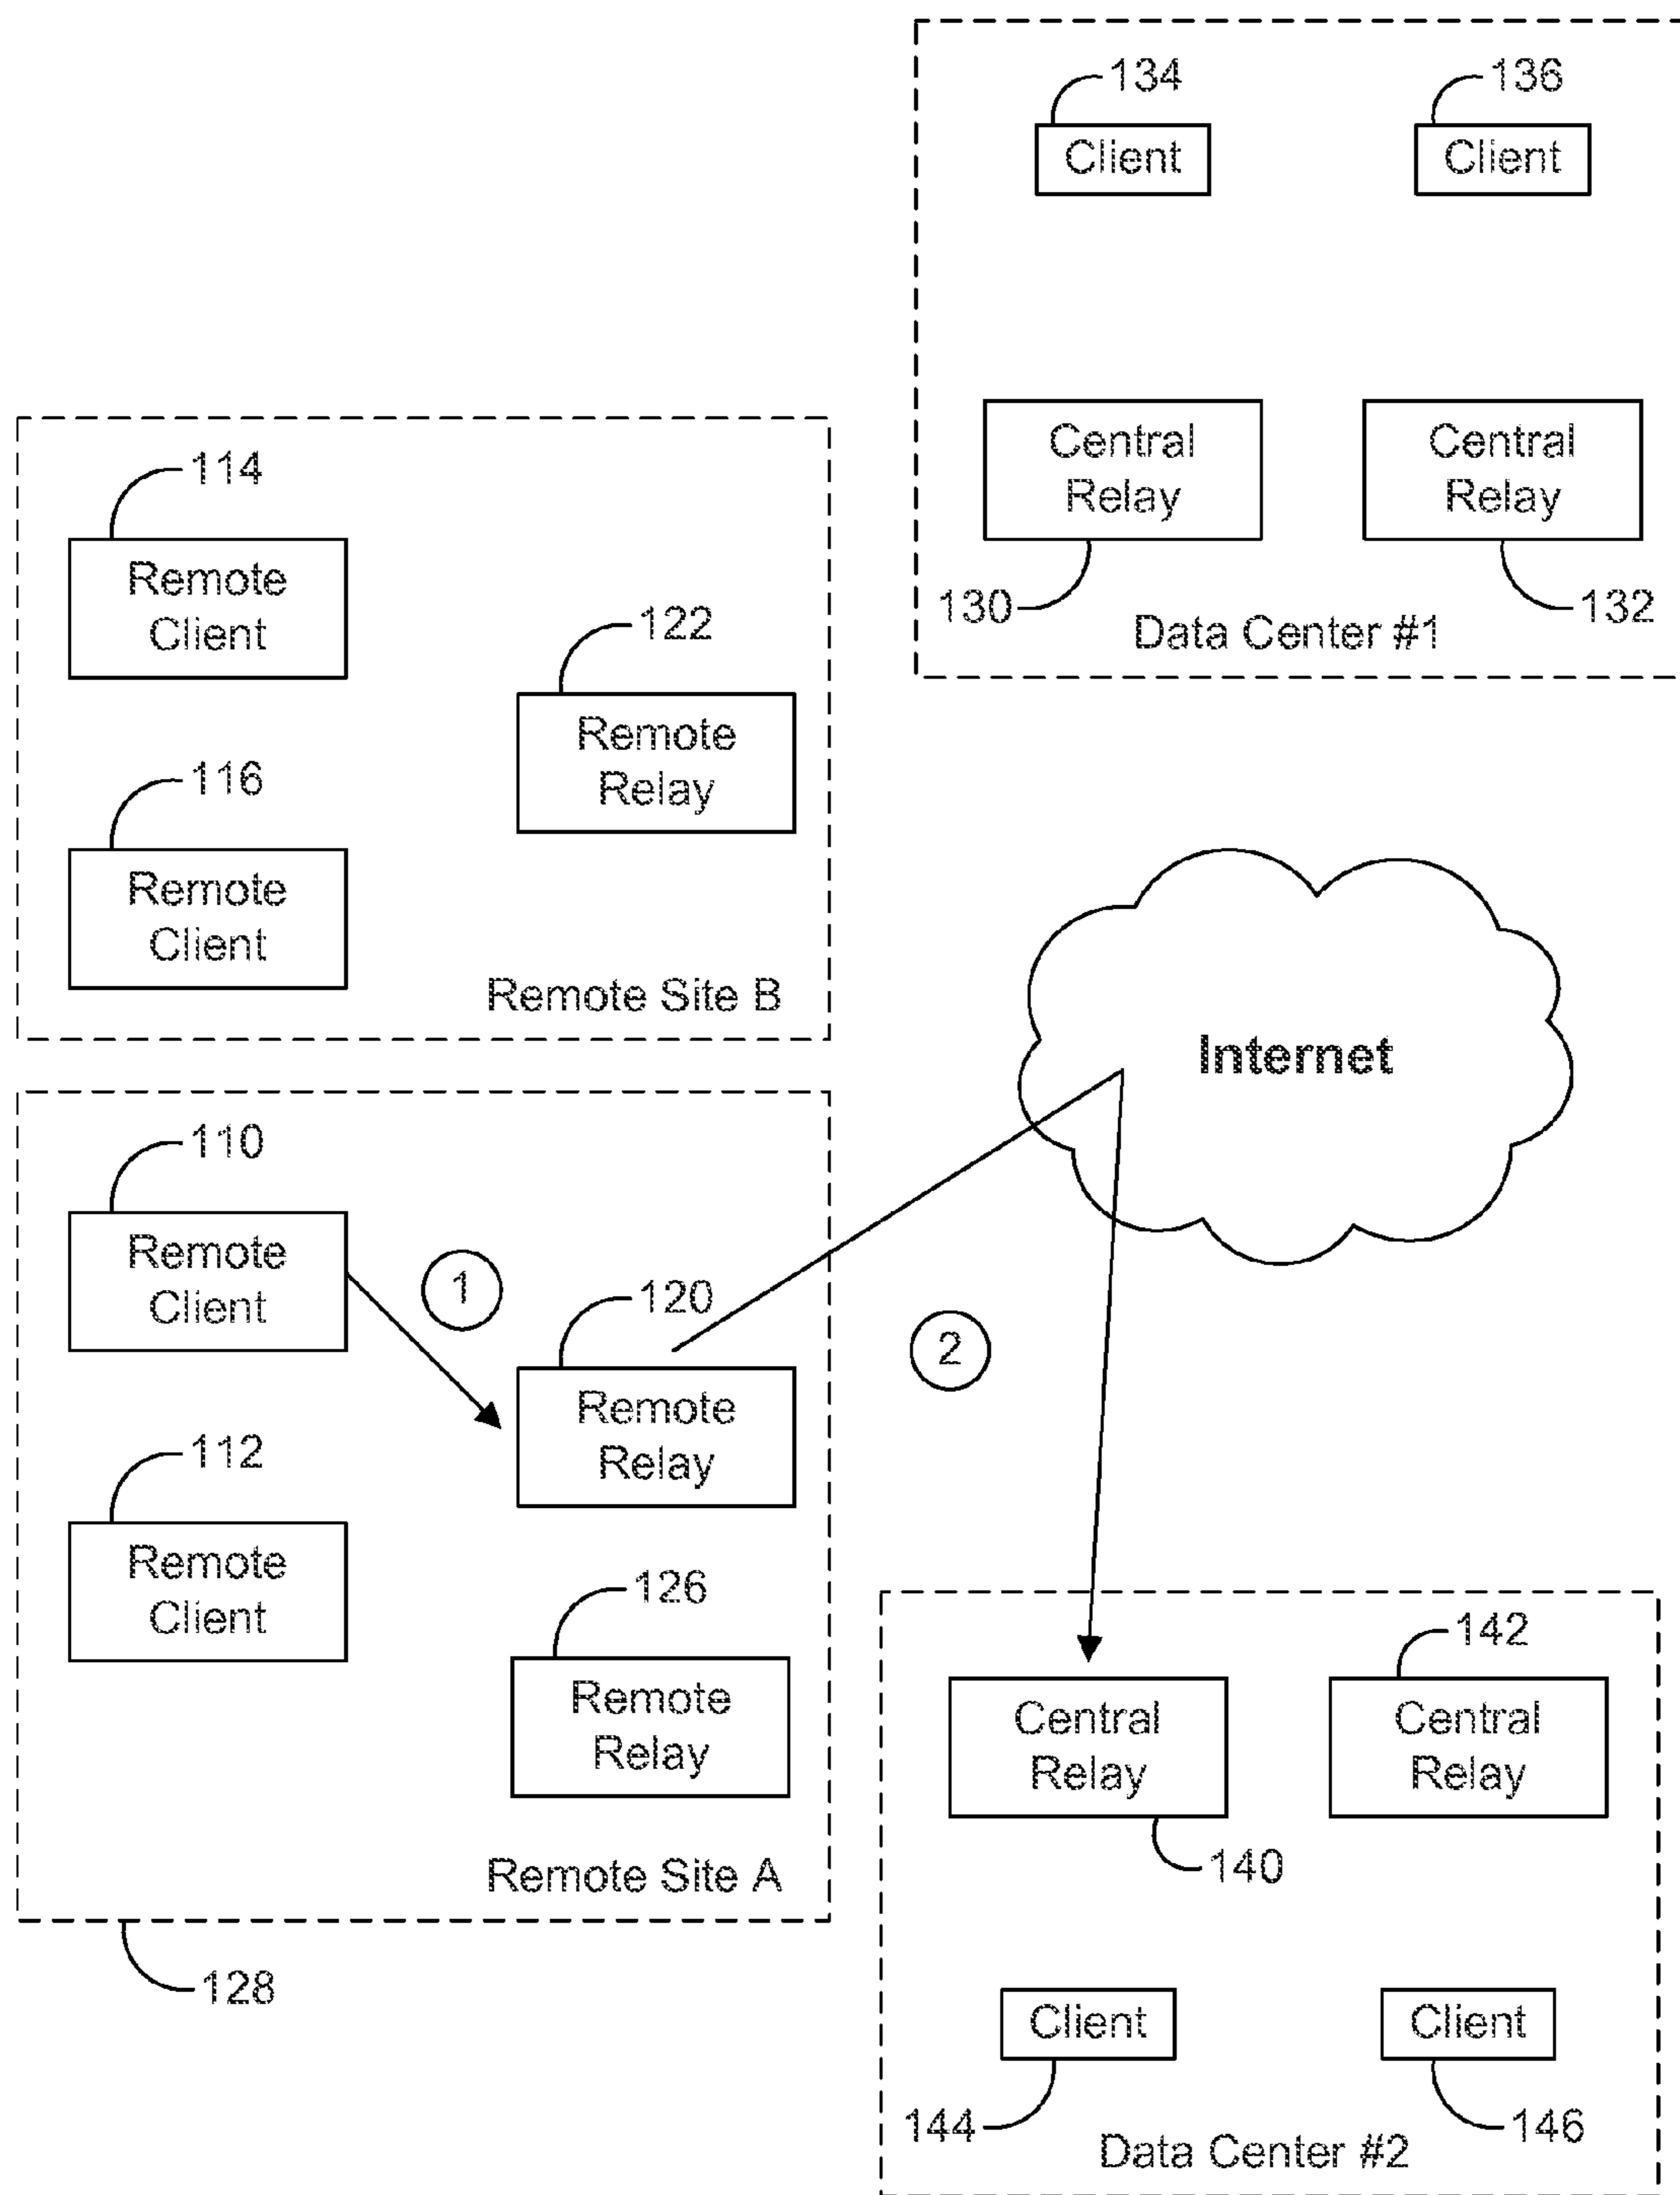 134
136
Client
Client
Central
Relay
Central
Relay
130
132
Data Center #1
114
Remote
Client
122
Remote
Relay
116
Remote
Client
Remote Site B
Internet
110
Remote
Client
1
120
Remote
Relay
2
112
Remote
Client
126
Remote
Relay
Remote Site A
128
142
Central
Relay
Central
Relay
140
Client
Client
144
146
Data Center #2